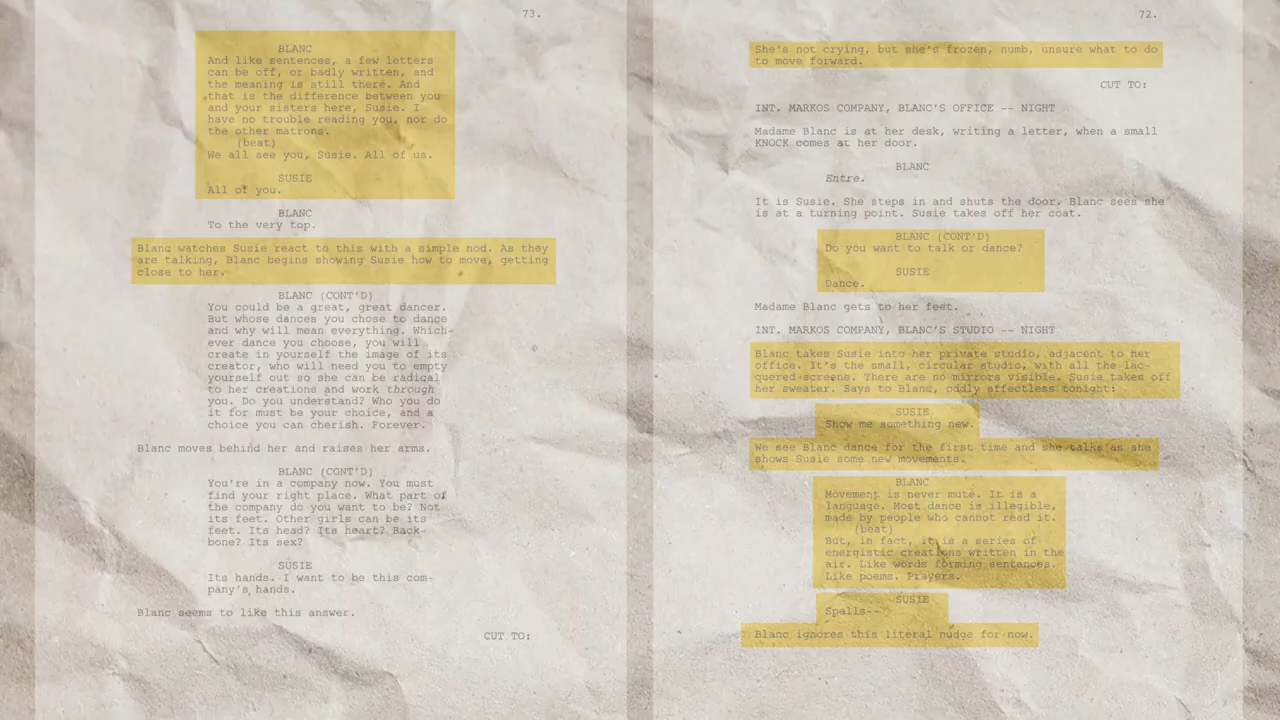 73.
BLANC
And like sentences, a few letters
can be off, or badly written, and
the meaning is still there. And
that is the difference between you
and your sisters here, Susie. I
have no trouble reading you, nor do
the other matrons.
(beat)
We all see you, Susie. All of us.
SUSIE
All of you.
BLANC
To the very top.
Blanc watches Susie react to this with a simple nod. As they
are talking, Blanc begins showing Susie how to move, getting
close to her.
BLANC (CONT'D)
You could be a great, great dancer.
But whose dances you chose to dance
and why will mean everything. Which-
ever dance you choose, you will
create in yourself the image of its
creator, who will need you to empty
yourself out so she can be radical
to her creations and work through
you. Do you understand? Who you do
it for must be your choice, and a
choice you can cherish. Forever.
Blanc moves behind her and raises her arms.
BLANC (CONT'D)
You're in a company now. You must
find your right place. What part of
the company do you want to be? Not
its feet. Other girls can be its
feet. Its head? Its heart? Back-
bone? Its sex?
SUSIE
Its hands. I want to be this com-
pany's hands.
Blanc seems to like this answer.
CUT TO:
72.
She's not crying, but she's frozen, numb, unsure what to do
to move forward.
CUT TO:
INT. MARKOS COMPANY, BLANC'S OFFICE -- NIGHT
Madame Blanc is at her desk, writing a letter, when a small
KNOCK comes at her door.
BLANC
Entre.
It is Susie. She steps in and shuts the door. Blanc sees she
is at a turning point. Susie takes off her coat.
BLANC (CONT'D)
Do you want to talk or dance?
SUSIE
Dance.
Madame Blanc gets to her feet.
INT. MARKOS COMPANY, BLANC'S STUDIO -- NIGHT
Blanc takes Susie into her private studio, adjacent to her
office. It's the small, circular studio, with all the lac-
quered screens. There are no mirrors visible. Susie takes off
her sweater. Says to Blanc, oddly affectless tonight:
SUSIE
Show me something new.
We see Blanc dance for the first time and she talks as she
shows Susie some new movements.
BLANC
Movement is never mute. It is a
language. Most dance is illegible,
made by people who cannot read it.
(beat)
But, in fact, it is a series of
energistic creations written in the
air. Like words forming sentences.
Like poems. Prayers.
SUSIE
Spells--
Blanc ignores this literal nudge for now.